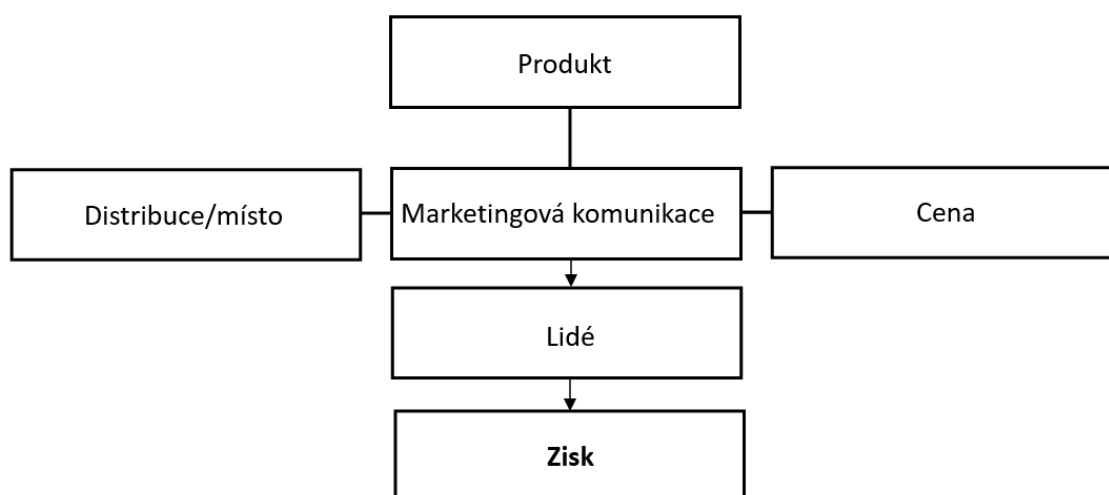 Produkt
Distribuce/místo
Marketingová komunikace
Cena
Lidé
Zisk